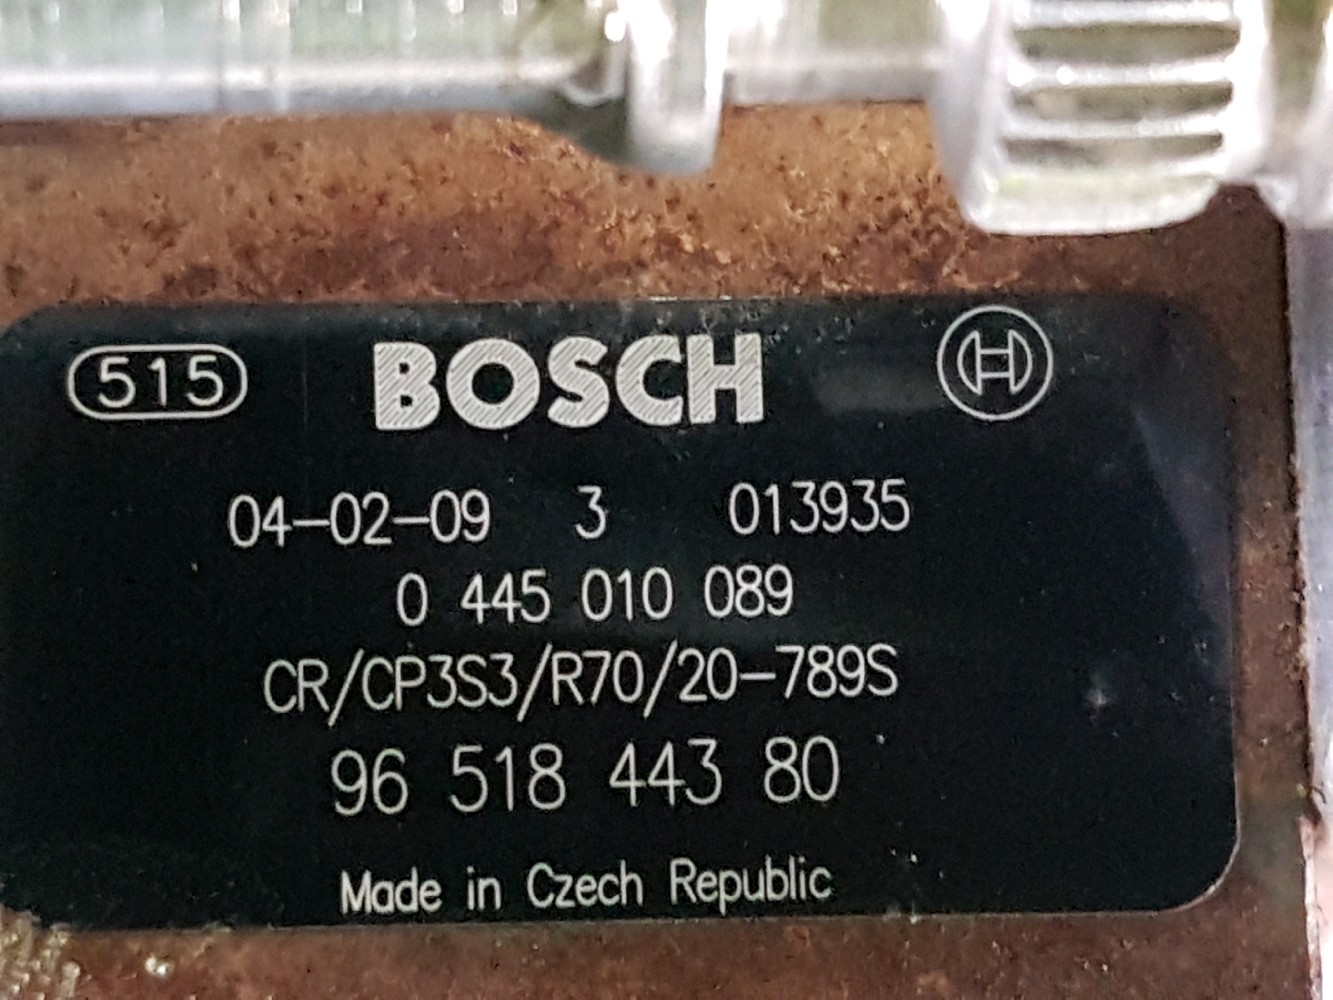 515 BOSCH
04-02-09 3 013935
0 445 010 089
CR/CP3S3/R70/20-789S
96 518 443 80
Made in Czech Republic